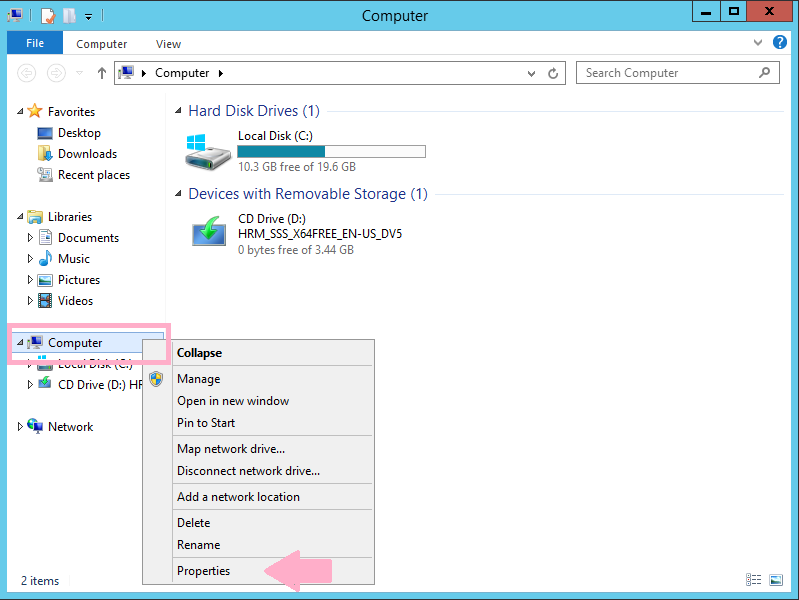 Computer
File
Computer
View
Computer
Search Computer
Favorites
Desktop
Downloads
Recent places
Libraries
Documents
Music
Pictures
Videos
Computer
Local Disk (C:)
CD Drive (D:) HR
Network
Hard Disk Drives (1)
Local Disk (C:)
10.3 GB free of 19.6 GB
Devices with Removable Storage (1)
CD Drive (D:)
HRM_SSS_X64FREE_EN-US_DV5
0 bytes free of 3.44 GB
Collapse
Manage
Open in new window
Pin to Start
Map network drive...
Disconnect network drive...
Add a network location
Delete
Rename
Properties
2 items